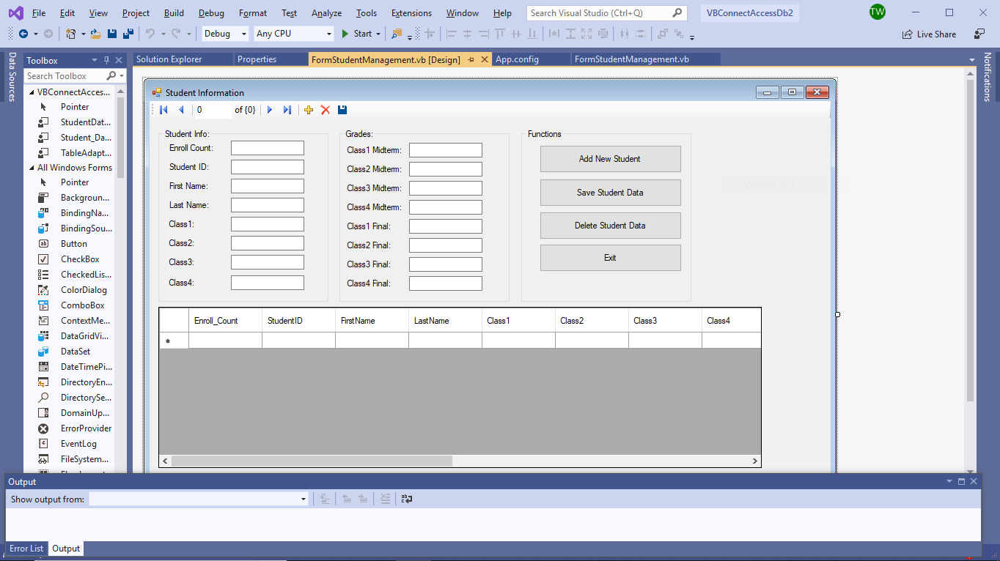 File Edit View Project Build Debug Format Test Analyze Tools Extensions Window Help Search Visual Studio (Ctrl+Q) VBConnectAccessDb2 TW
Debug Any CPU Start Live Share
Data Sources
Toolbox
Search Toolbox
VBConnectAcces...
Pointer
StudentDat...
Student_Da...
TableAdapt...
All Windows Forms
Pointer
Backgroun...
BindingNa...
BindingSou...
Button
CheckBox
CheckedLis...
ColorDialog
ComboBox
ContextMe...
DataGridVi...
DataSet
DateTimePi...
DirectoryEn...
DirectorySe...
DomainUp...
ErrorProvider
EventLog
FileSystem...
Solution Explorer Properties FormStudentManagement.vb [Design] App.config FormStudentManagement.vb
Notifications
Student Information
0 of {0}
Student Info:
Enroll Count:
Student ID:
First Name:
Last Name:
Class1:
Class2:
Class3:
Class4:
Grades:
Class1 Midterm:
Class2 Midterm:
Class3 Midterm:
Class4 Midterm:
Class1 Final:
Class2 Final:
Class3 Final:
Class4 Final:
Functions
Add New Student
Save Student Data
Delete Student Data
Exit
Window Snip
Enroll_Count StudentID FirstName LastName Class1 Class2 Class3 Class4
Output
Show output from:
Error List Output